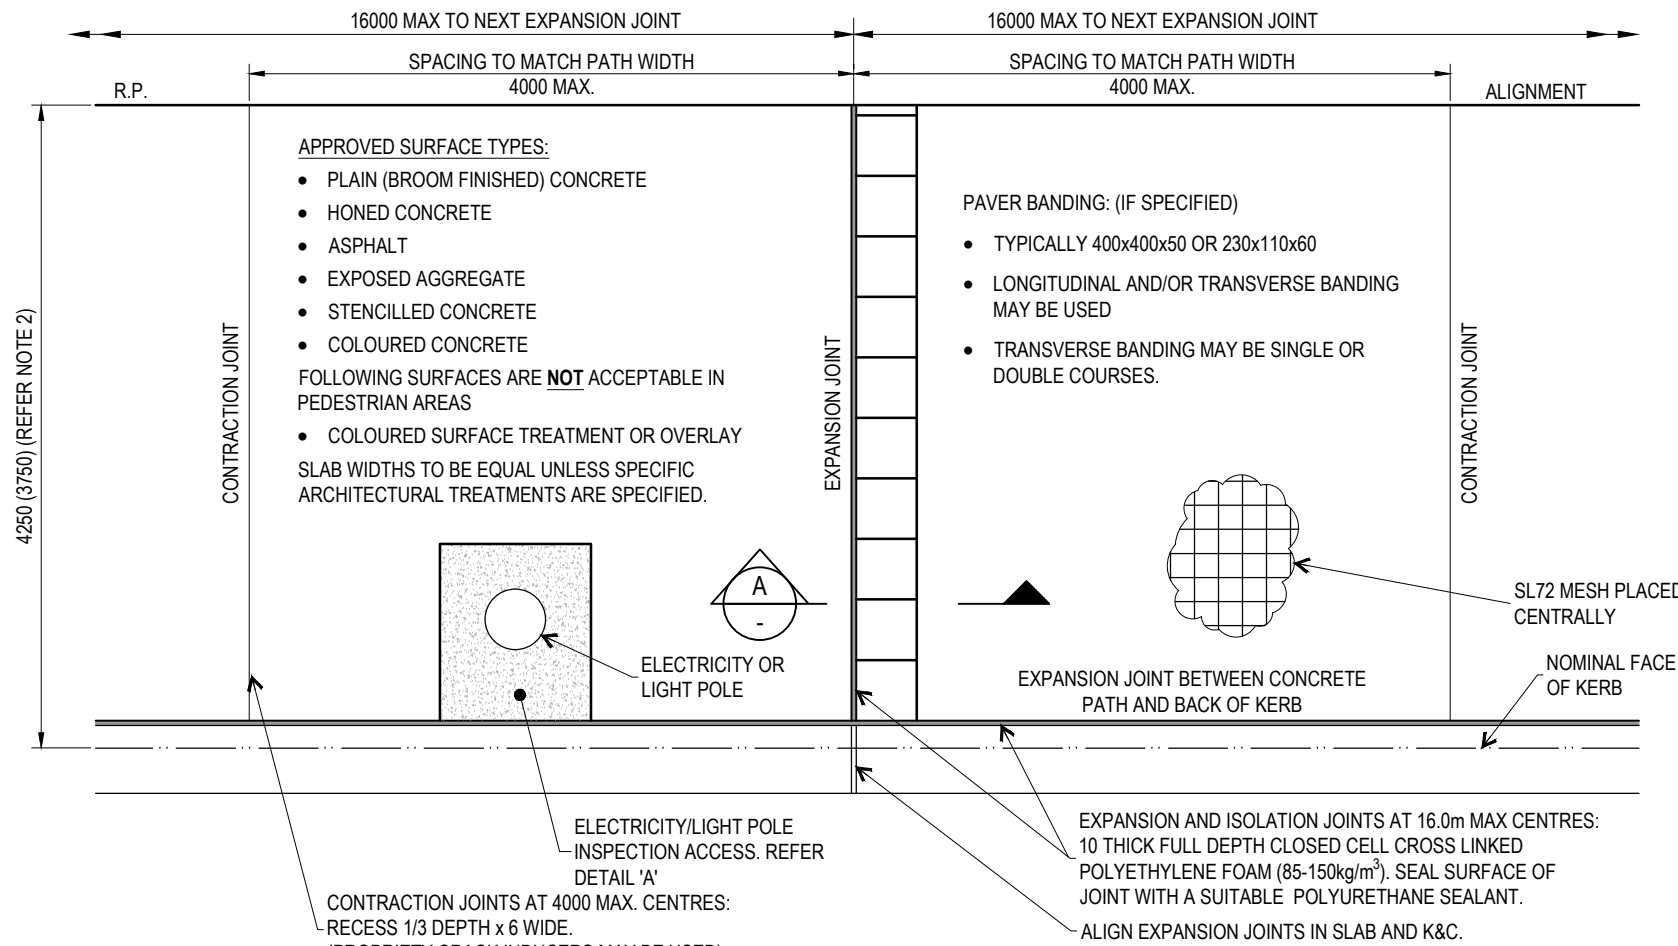 16000 MAX TO NEXT EXPANSION JOINT
16000 MAX TO NEXT EXPANSION JOINT
SPACING TO MATCH PATH WIDTH
4000 MAX.
SPACING TO MATCH PATH WIDTH
4000 MAX.
R.P.
ALIGNMENT
4250 (3750) (REFER NOTE 2)
CONTRACTION JOINT
APPROVED SURFACE TYPES:
• PLAIN (BROOM FINISHED) CONCRETE
• HONED CONCRETE
• ASPHALT
• EXPOSED AGGREGATE
• STENCILLED CONCRETE
• COLOURED CONCRETE
FOLLOWING SURFACES ARE NOT ACCEPTABLE IN
PEDESTRIAN AREAS
• COLOURED SURFACE TREATMENT OR OVERLAY
SLAB WIDTHS TO BE EQUAL UNLESS SPECIFIC
ARCHITECTURAL TREATMENTS ARE SPECIFIED.
EXPANSION JOINT
PAVER BANDING: (IF SPECIFIED)
• TYPICALLY 400x400x50 OR 230x110x60
• LONGITUDINAL AND/OR TRANSVERSE BANDING
MAY BE USED
• TRANSVERSE BANDING MAY BE SINGLE OR
DOUBLE COURSES.
CONTRACTION JOINT
A
-
SL72 MESH PLACED
CENTRALLY
ELECTRICITY OR
LIGHT POLE
EXPANSION JOINT BETWEEN CONCRETE
PATH AND BACK OF KERB
NOMINAL FACE
OF KERB
ELECTRICITY/LIGHT POLE
INSPECTION ACCESS. REFER
DETAIL 'A'
CONTRACTION JOINTS AT 4000 MAX. CENTRES:
RECESS 1/3 DEPTH x 6 WIDE.
(PROPRIETY CRACK INDUCERS MAY BE USED)
EXPANSION AND ISOLATION JOINTS AT 16.0m MAX CENTRES:
10 THICK FULL DEPTH CLOSED CELL CROSS LINKED
POLYETHYLENE FOAM (85-150kg/m³). SEAL SURFACE OF
JOINT WITH A SUITABLE POLYURETHANE SEALANT.
ALIGN EXPANSION JOINTS IN SLAB AND K&C.